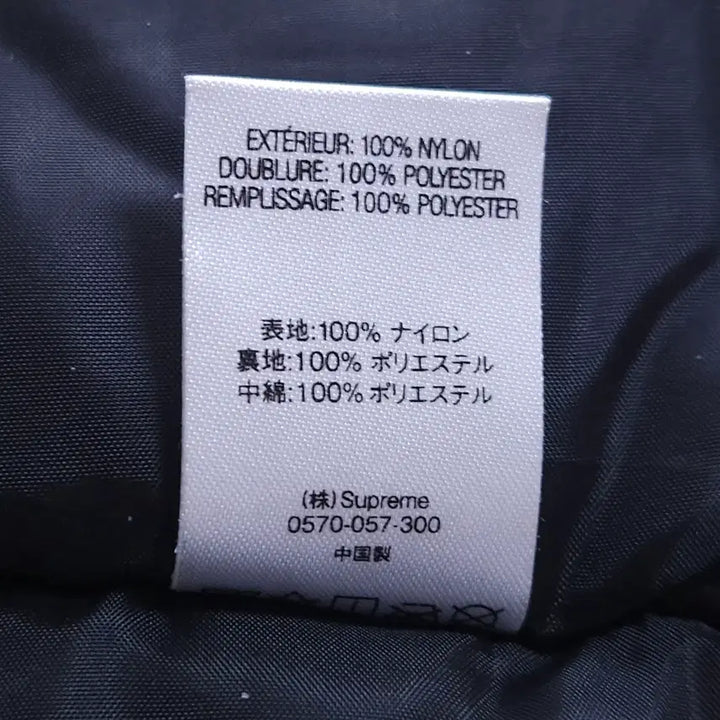 EXTÉRIEUR: 100% NYLON
DOUBLURE: 100% POLYESTER
REMPLISSAGE: 100% POLYESTER
表地:100% ナイロン
裏地:100% ポリエステル
中綿:100% ポリエステル
(株) Supreme
0570-057-300
中国製